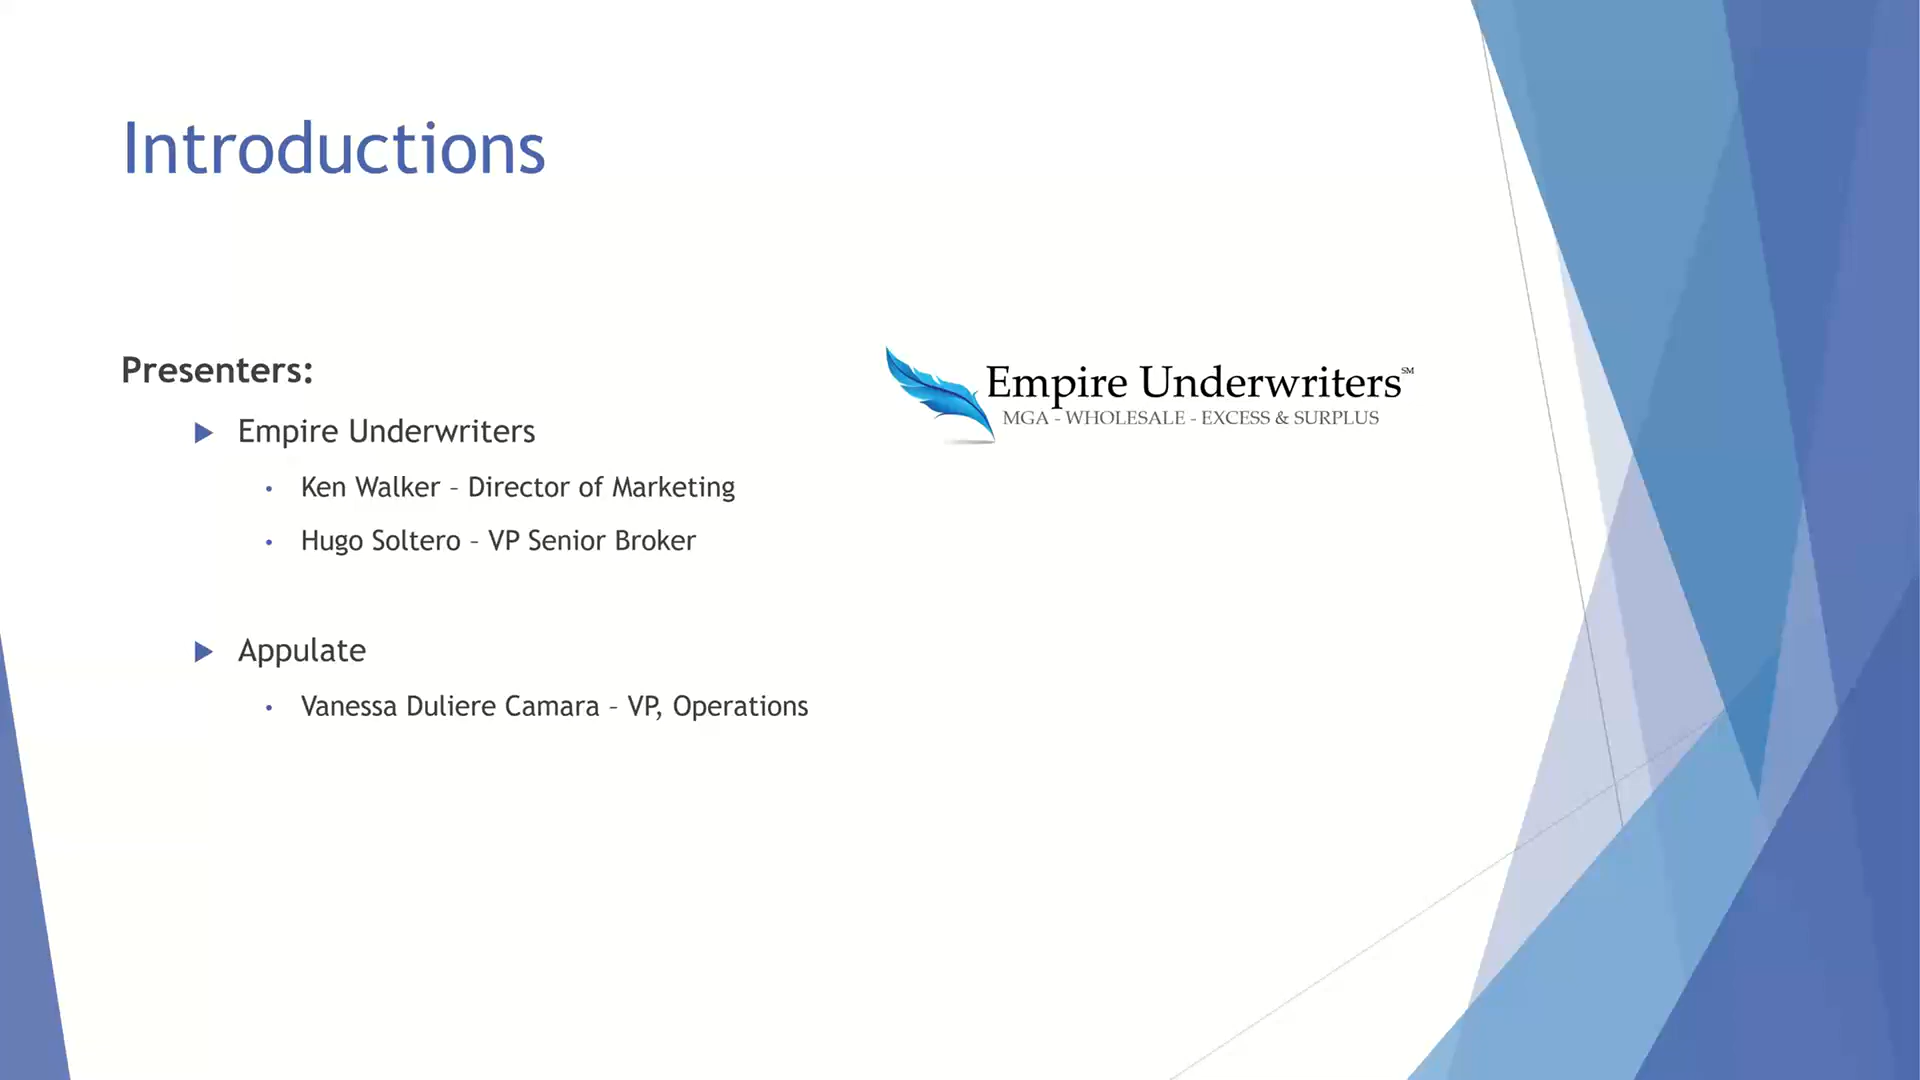 Introductions
Presenters:
Empire Underwriters
Ken Walker – Director of Marketing
Hugo Soltero – VP Senior Broker
Appulate
Vanessa Duliere Camara – VP, Operations
Empire Underwriters℠
MGA - WHOLESALE - EXCESS & SURPLUS